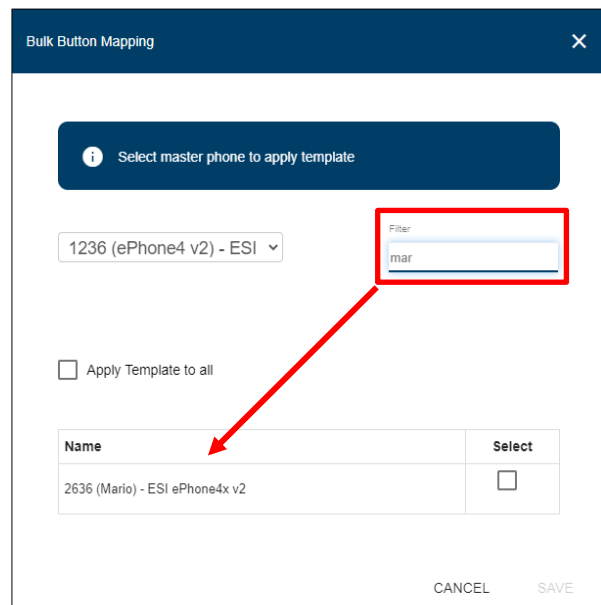 Bulk Button Mapping
Select master phone to apply template
Filter
1236 (ePhone4 v2) - ESI
mar
Apply Template to all
Name Select
2636 (Mario) - ESI ePhone4x v2
CANCEL SAVE